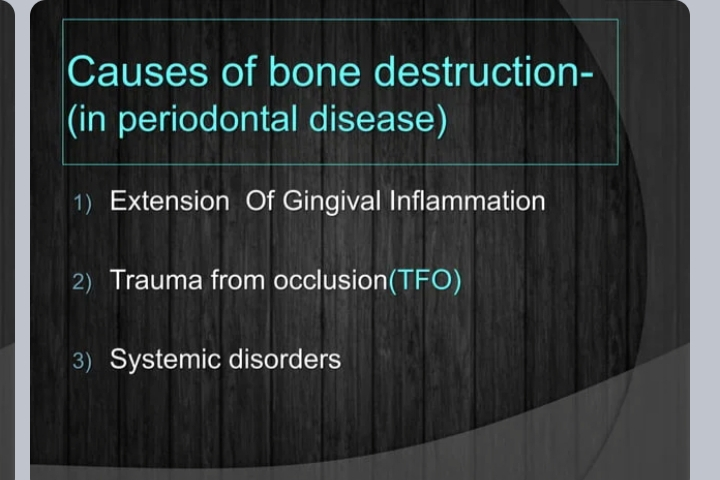 Causes of bone destruction-
(in periodontal disease)
1) Extension Of Gingival Inflammation
2) Trauma from occlusion(TFO)
3) Systemic disorders